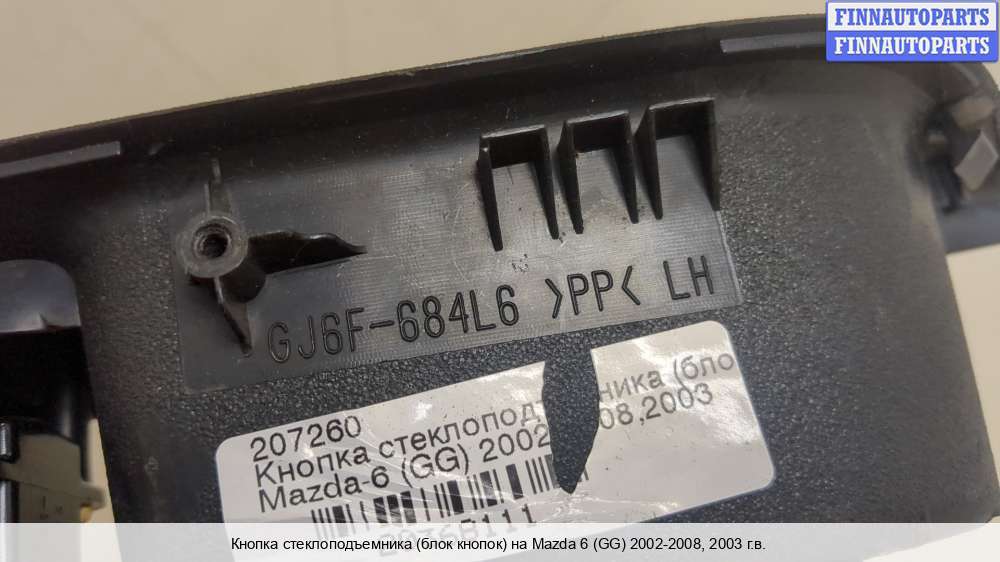 FINNAUTOPARTS
FINNAUTOPARTS
GJ6F-684L6 >PP< LH
207260
Кнопка стеклоподъ ника (бло
Mazda-6 (GG) 2002 08,2003
Кнопка стеклоподъемника (блок кнопок) на Mazda 6 (GG) 2002-2008, 2003 г.в.